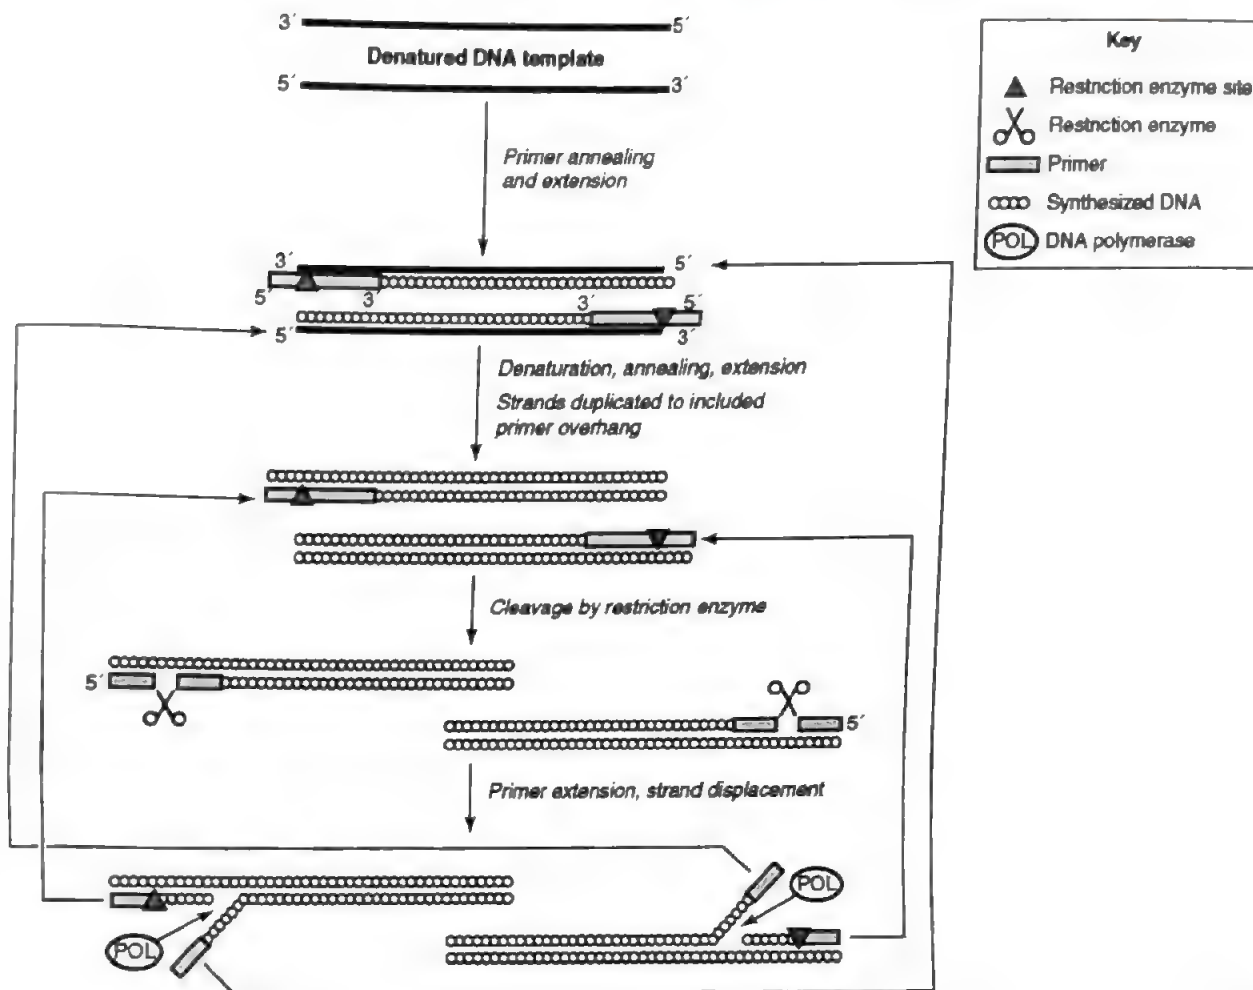 3´ 5´
Denatured DNA template
5´ 3´
Key
Restriction enzyme site
Restriction enzyme
Primer
Synthesized DNA
POL DNA polymerase
Primer annealing
and extension
3´ 5´
5´ 3´
3´ 5´
5´ 3´
Denaturation, annealing, extension
Strands duplicated to included
primer overhang
Cleavage by restriction enzyme
5´
5´
Primer extension, strand displacement
POL
POL